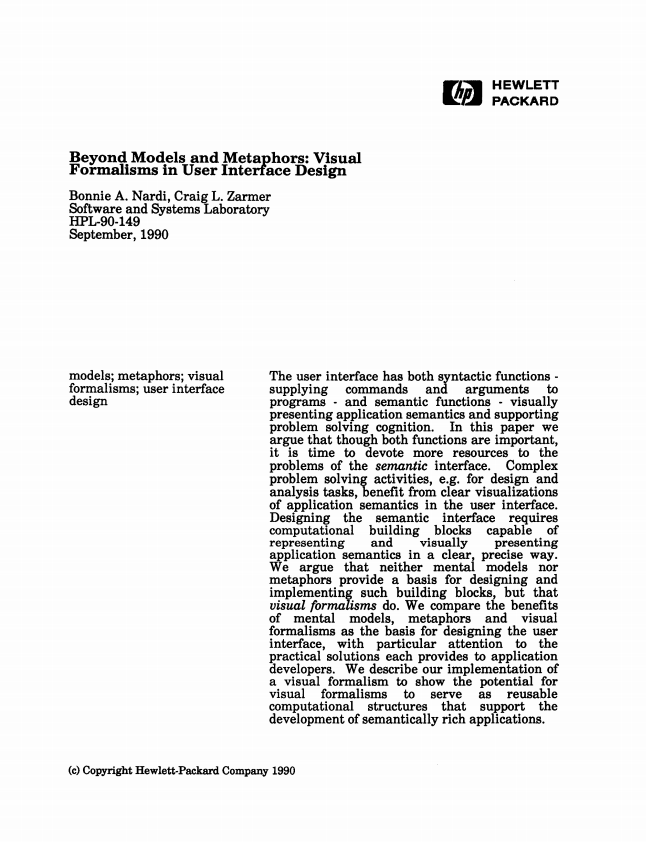 hp HEWLETT
PACKARD
Beyond Models and Metaphors: Visual
Formalisms in User Interface Design
Bonnie A. Nardi, Craig L. Zarmer
Software and Systems Laboratory
HPL-90-149
September, 1990
models; metaphors; visual
formalisms; user interface
design
The user interface has both syntactic functions -
supplying commands and arguments to
programs - and semantic functions - visually
presenting application semantics and supporting
problem solving cognition. In this paper we
argue that though both functions are important,
it is time to devote more resources to the
problems of the semantic interface. Complex
problem solving activities, e.g. for design and
analysis tasks, benefit from clear visualizations
of application semantics in the user interface.
Designing the semantic interface requires
computational building blocks capable of
representing and visually presenting
application semantics in a clear, precise way.
We argue that neither mental models nor
metaphors provide a basis for designing and
implementing such building blocks, but that
visual formalisms do. We compare the benefits
of mental models, metaphors and visual
formalisms as the basis for designing the user
interface, with particular attention to the
practical solutions each provides to application
developers. We describe our implementation of
a visual formalism to show the potential for
visual formalisms to serve as reusable
computational structures that support the
development of semantically rich applications.
(c) Copyright Hewlett-Packard Company 1990